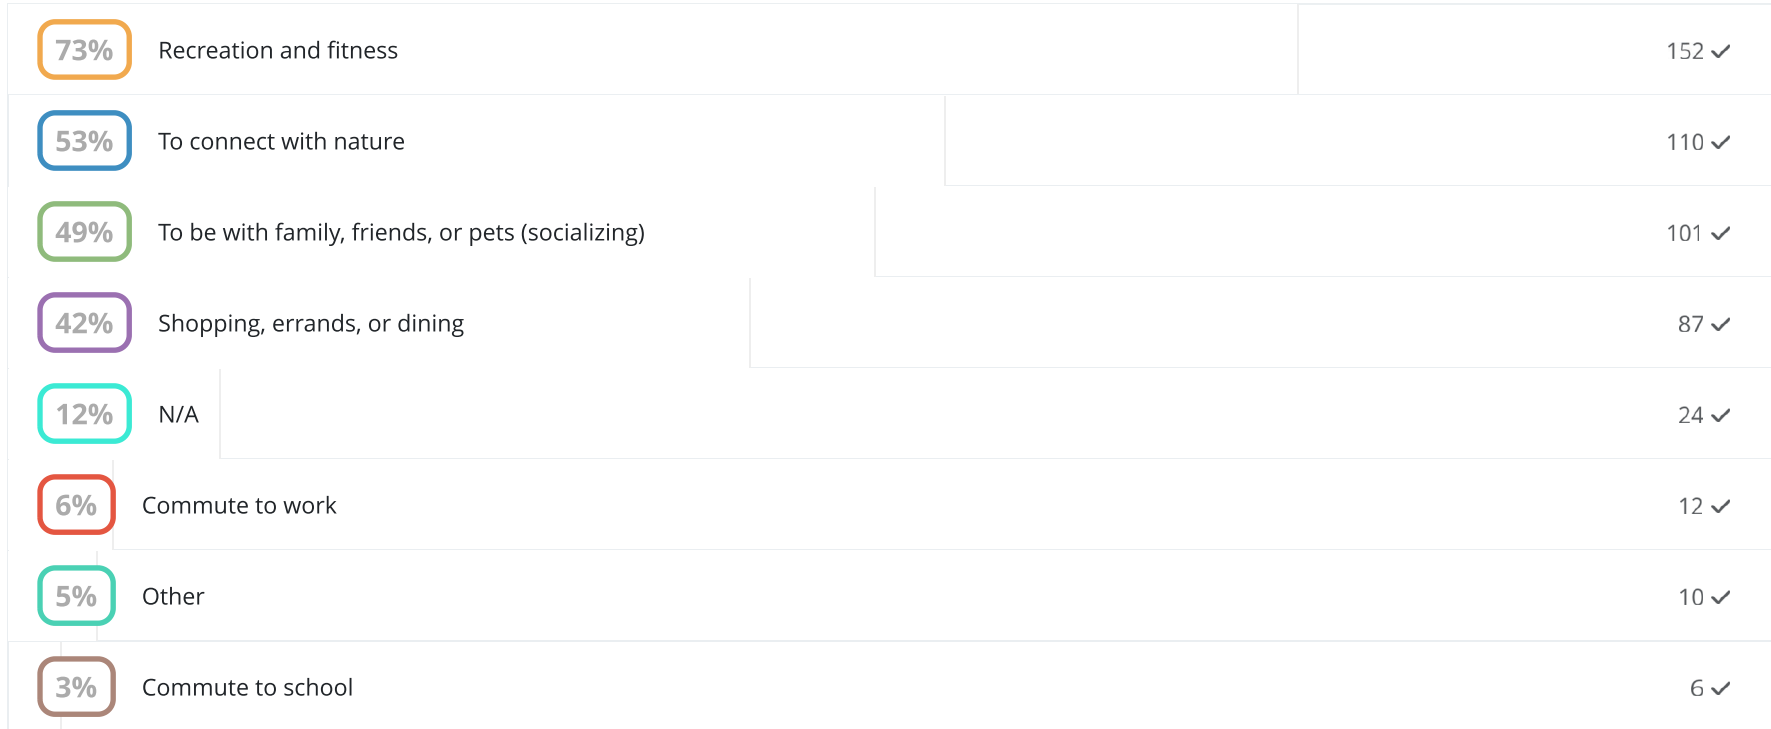 73% Recreation and fitness 152
53% To connect with nature 110
49% To be with family, friends, or pets (socializing) 101
42% Shopping, errands, or dining 87
12% N/A 24
6% Commute to work 12
5% Other 10
3% Commute to school 6